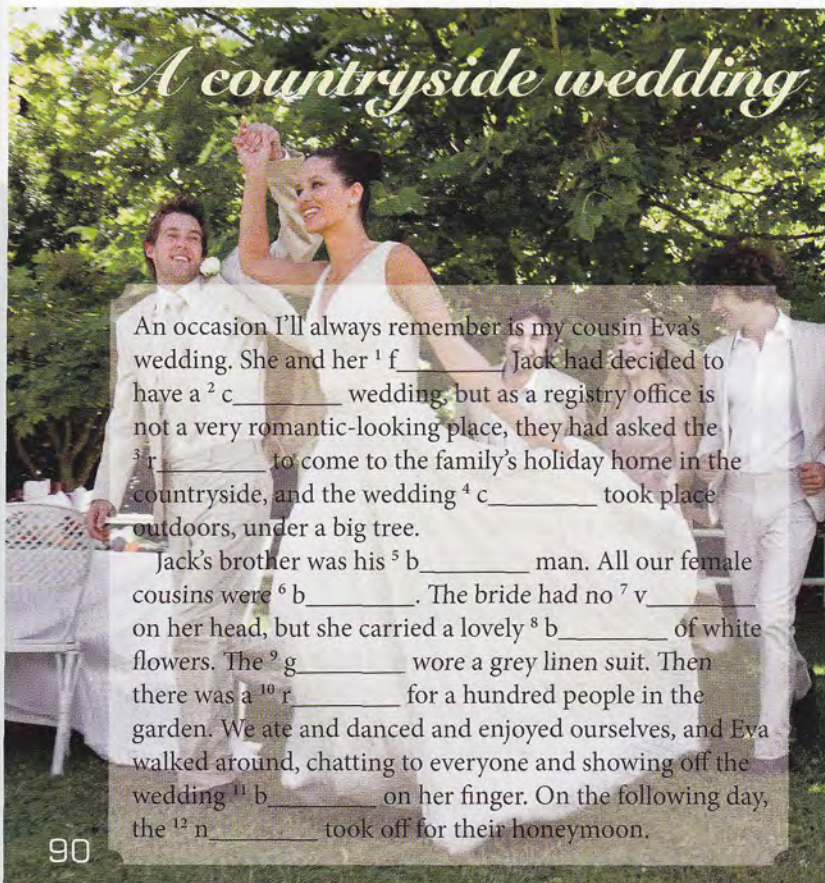 A countryside wedding
An occasion I'll always remember is my cousin Eva's
wedding. She and her ¹ f________ Jack had decided to
have a ² c________ wedding, but as a registry office is
not a very romantic-looking place, they had asked the
³ r________ to come to the family's holiday home in the
countryside, and the wedding ⁴ c________ took place
outdoors, under a big tree.
Jack's brother was his ⁵ b________ man. All our female
cousins were ⁶ b________. The bride had no ⁷ v________
on her head, but she carried a lovely ⁸ b________ of white
flowers. The ⁹ g________ wore a grey linen suit. Then
there was a ¹⁰ r________ for a hundred people in the
garden. We ate and danced and enjoyed ourselves, and Eva
walked around, chatting to everyone and showing off the
wedding ¹¹ b________ on her finger. On the following day,
the ¹² n________ took off for their honeymoon.
90